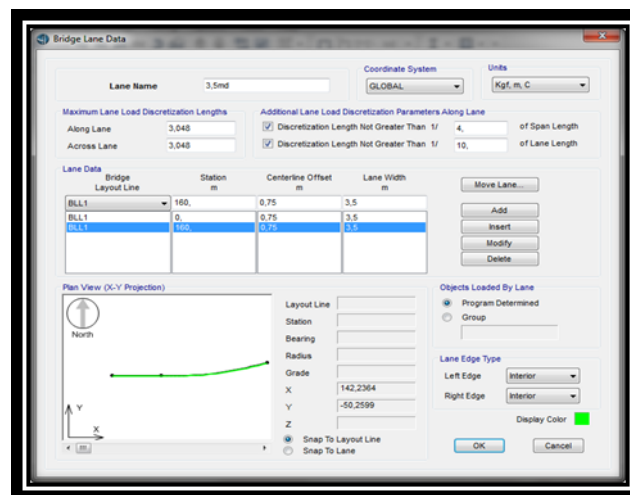 Bridge Lane Data
Coordinate System
Units
Lane Name 3,5md GLOBAL Kgf, m, C
Maximum Lane Load Discretization Lengths
Additional Lane Load Discretization Parameters Along Lane
Along Lane 3,048 Discretization Length Not Greater Than 1/ 4, of Span Length
Across Lane 3,048 Discretization Length Not Greater Than 1/ 10, of Lane Length
Lane Data
Bridge Layout Line Station m Centerline Offset m Lane Width m
Move Lane...
BLL1 160, 0,75 3,5
BLL1 0, 0,75 3,5
BLL1 160, 0,75 3,5
Add
Insert
Modify
Delete
Plan View (X-Y Projection)
North
Y
X
Layout Line
Station
Bearing
Radius
Grade
X 142,2364
Y -50,2599
Z
Snap To Layout Line
Snap To Lane
Objects Loaded By Lane
Program Determined
Group
Lane Edge Type
Left Edge Interior
Right Edge Interior
Display Color
OK Cancel